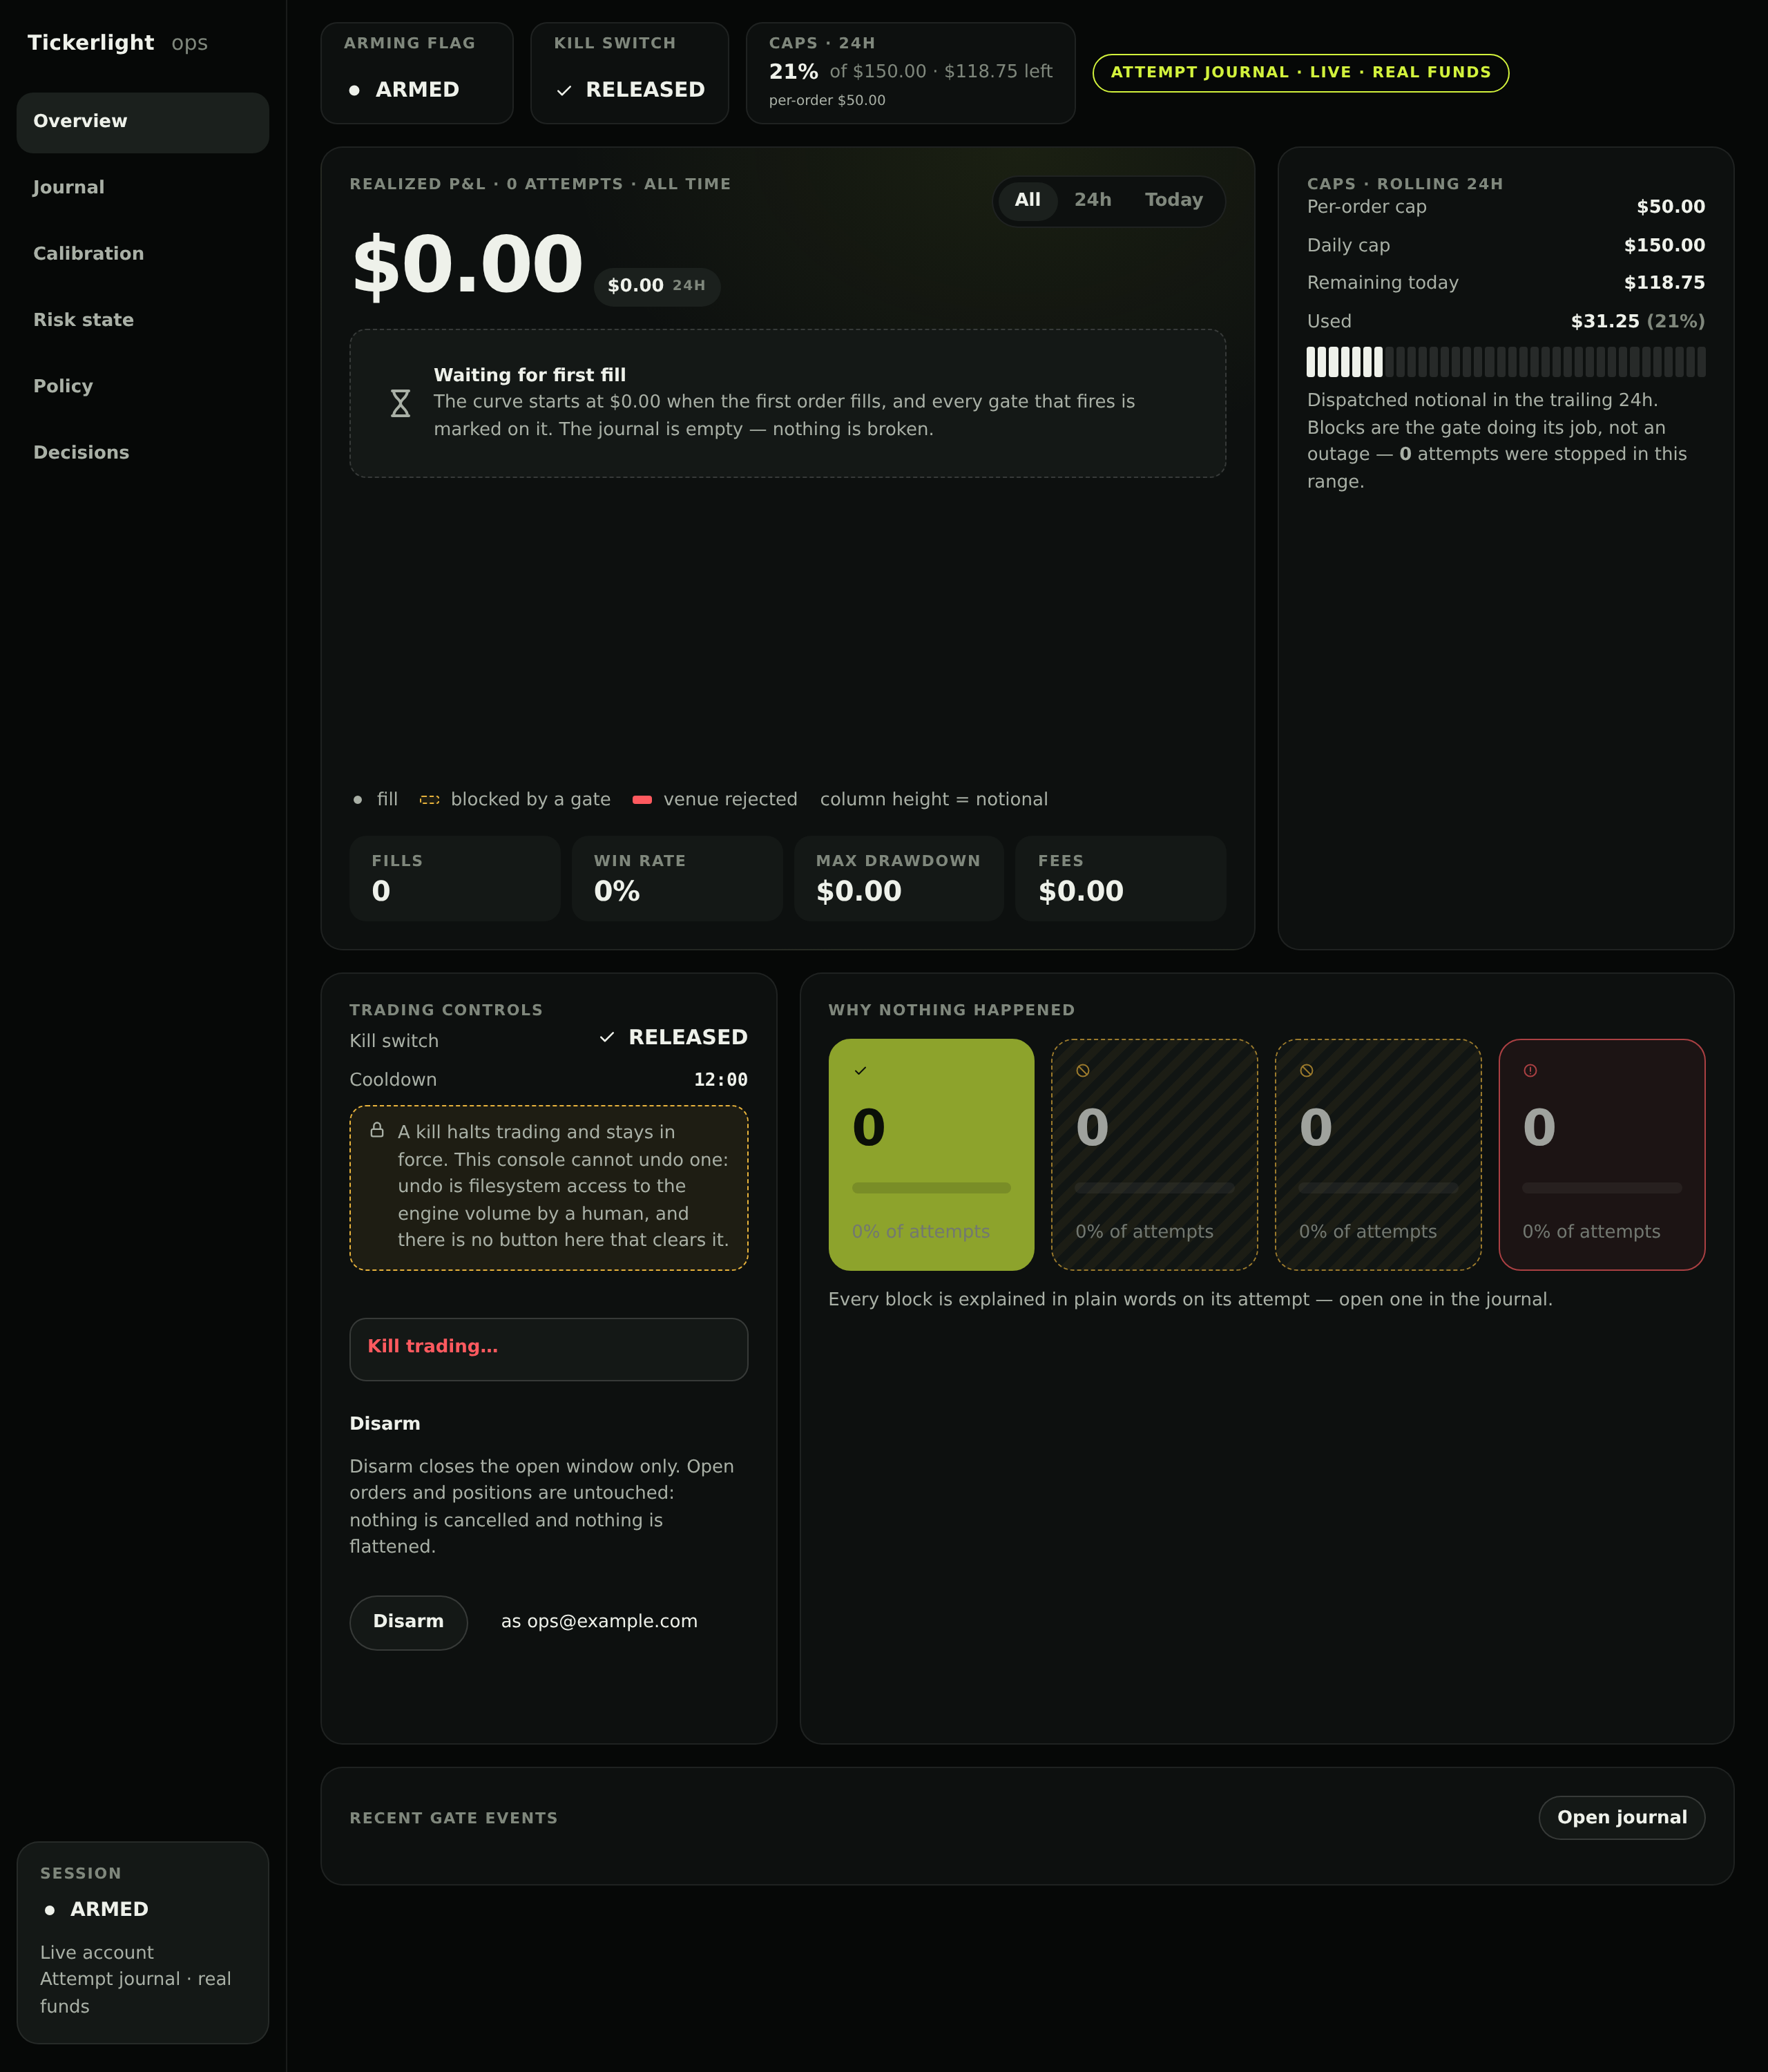 Tickerlight ops
Overview
Journal
Calibration
Risk state
Policy
Decisions
SESSION
ARMED
Live account
Attempt journal · real
funds
ARMING FLAG
ARMED
KILL SWITCH
RELEASED
CAPS · 24H
21% of $150.00 · $118.75 left
per-order $50.00
ATTEMPT JOURNAL · LIVE · REAL FUNDS
REALIZED P&L · 0 ATTEMPTS · ALL TIME
All 24h Today
$0.00 $0.00 24H
Waiting for first fill
The curve starts at $0.00 when the first order fills, and every gate that fires is
marked on it. The journal is empty — nothing is broken.
fill blocked by a gate venue rejected column height = notional
FILLS
0
WIN RATE
0%
MAX DRAWDOWN
$0.00
FEES
$0.00
CAPS · ROLLING 24H
Per-order cap $50.00
Daily cap $150.00
Remaining today $118.75
Used $31.25 (21%)
Dispatched notional in the trailing 24h.
Blocks are the gate doing its job, not an
outage — 0 attempts were stopped in this
range.
TRADING CONTROLS
Kill switch RELEASED
Cooldown 12:00
A kill halts trading and stays in
force. This console cannot undo one:
undo is filesystem access to the
engine volume by a human, and
there is no button here that clears it.
Kill trading…
Disarm
Disarm closes the open window only. Open
orders and positions are untouched:
nothing is cancelled and nothing is
flattened.
Disarm as ops@example.com
WHY NOTHING HAPPENED
0
0% of attempts
0
0% of attempts
0
0% of attempts
0
0% of attempts
Every block is explained in plain words on its attempt — open one in the journal.
RECENT GATE EVENTS
Open journal